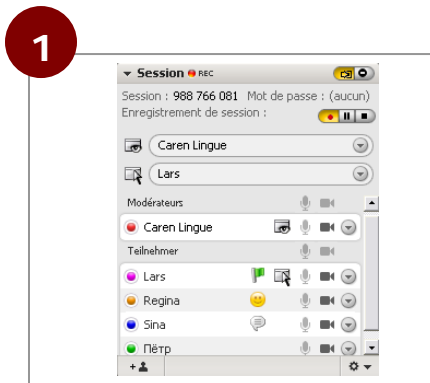 1
Session REC
Session : 988 766 081 Mot de passe : (aucun)
Enregistrement de session :
Caren Lingue
Lars
Modérateurs
Caren Lingue
Teilnehmer
Lars
Regina
Sina
Пётр